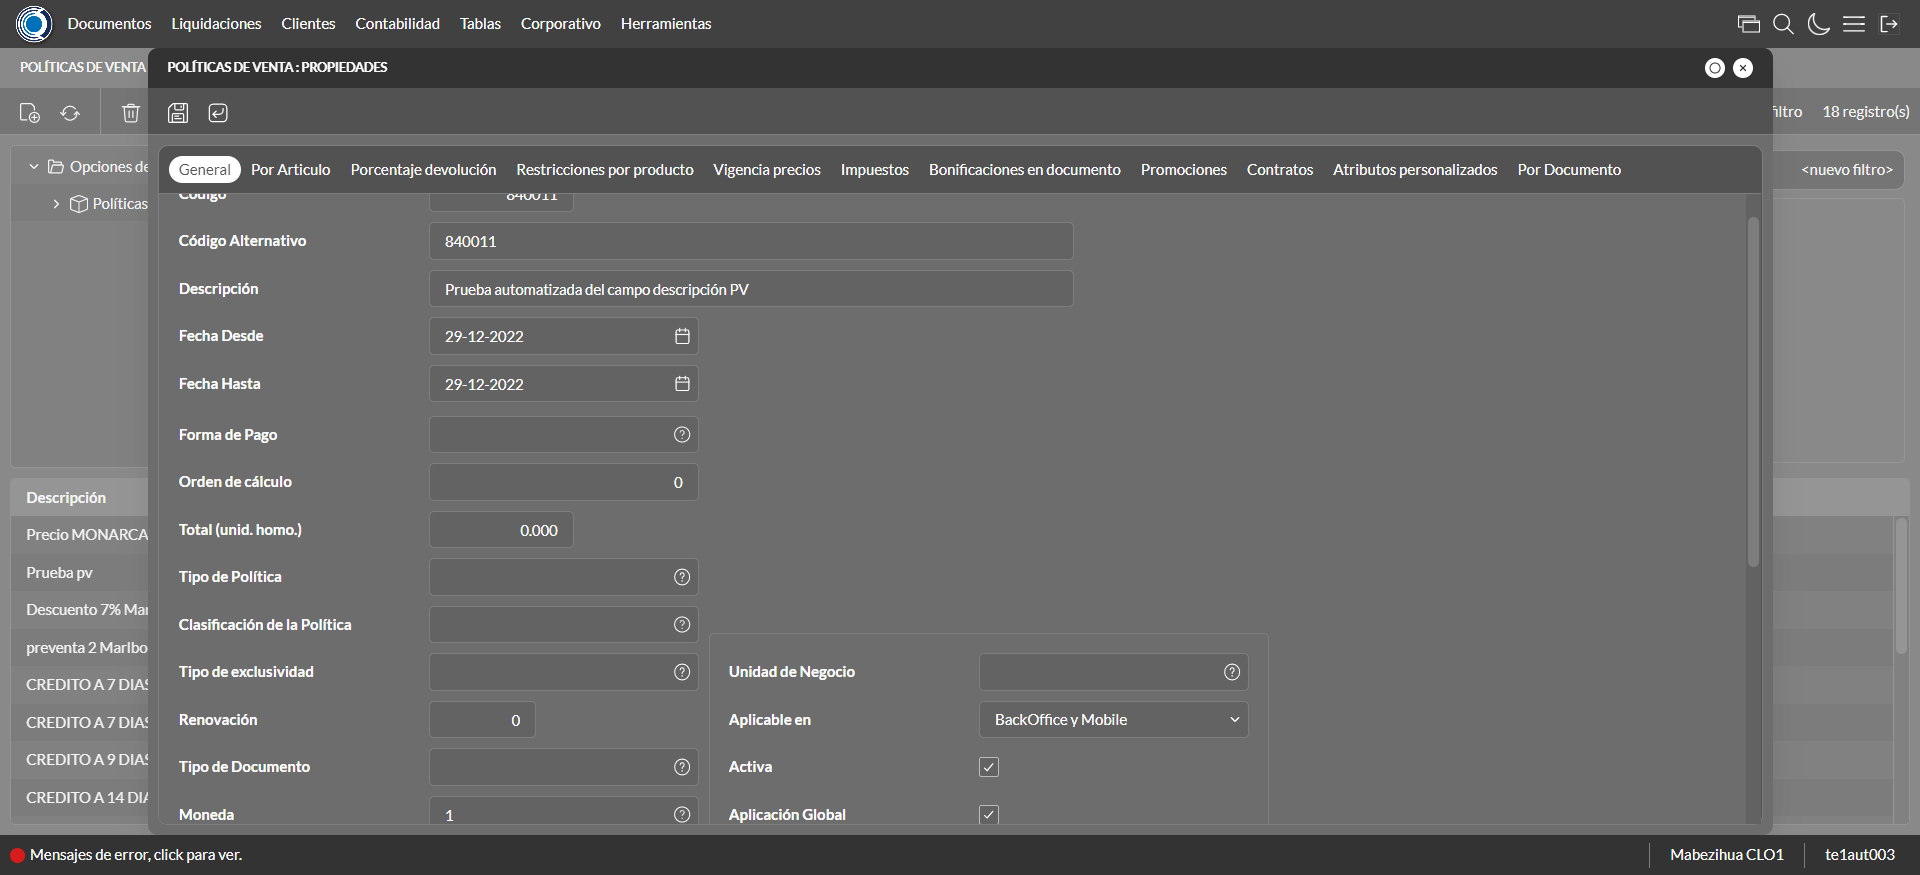 Documentos Liquidaciones Clientes Contabilidad Tablas Corporativo Herramientas
POLÍTICAS DE VENTA
POLÍTICAS DE VENTA : PROPIEDADES
filtro 18 registro(s)
Opciones de
Políticas
<nuevo filtro>
General Por Articulo Porcentaje devolución Restricciones por producto Vigencia precios Impuestos Bonificaciones en documento Promociones Contratos Atributos personalizados Por Documento
Código 840011
Código Alternativo 840011
Descripción Prueba automatizada del campo descripción PV
Fecha Desde 29-12-2022
Fecha Hasta 29-12-2022
Forma de Pago
Orden de cálculo 0
Total (unid. homo.) 0.000
Tipo de Política
Clasificación de la Política
Tipo de exclusividad
Renovación 0
Tipo de Documento
Moneda 1
Unidad de Negocio
Aplicable en BackOffice y Mobile
Activa
Aplicación Global
Descripción
Precio MONARCA
Prueba pv
Descuento 7% Mar
preventa 2 Marlbo
CREDITO A 7 DIAS
CREDITO A 7 DIAS
CREDITO A 9 DIAS
CREDITO A 14 DIA
Mensajes de error, click para ver.
Mabezihua CLO1 te1aut003